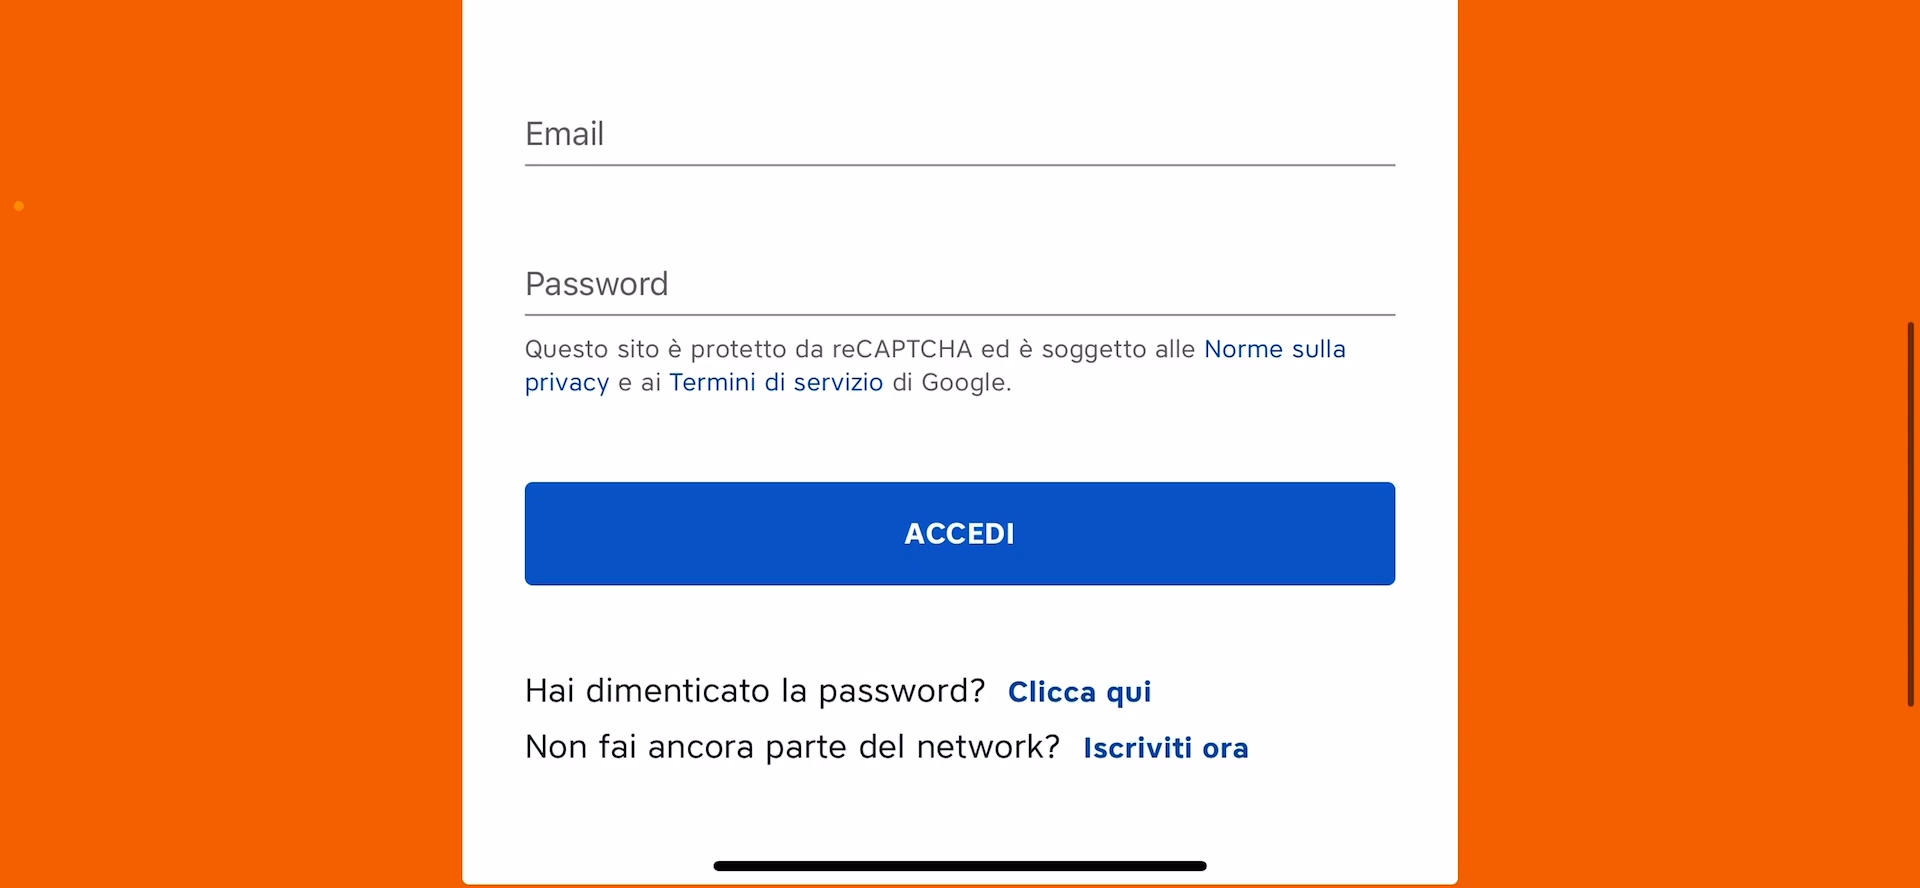 Email
Password
Questo sito è protetto da reCAPTCHA ed è soggetto alle Norme sulla
privacy e ai Termini di servizio di Google.
ACCEDI
Hai dimenticato la password? Clicca qui
Non fai ancora parte del network? Iscriviti ora